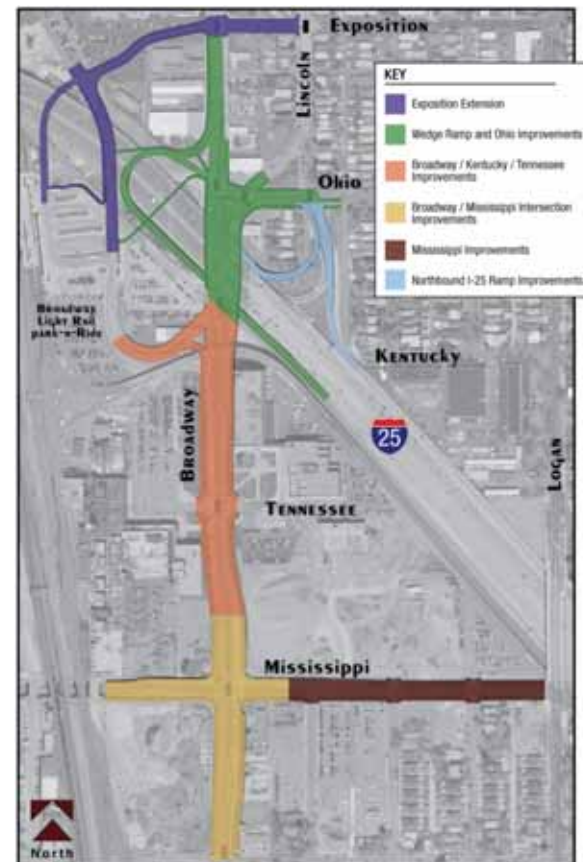 Exposition
Lincoln
KEY
Exposition Extension
Wedge Ramp and Ohio Improvements
Broadway / Kentucky / Tennessee
Improvements
Broadway / Mississippi Intersection
Improvements
Mississippi Improvements
Northbound I-25 Ramp Improvements
Ohio
Broadway
Light Rail
park-n-Ride
Kentucky
25
Broadway
Logan
Tennessee
Mississippi
North